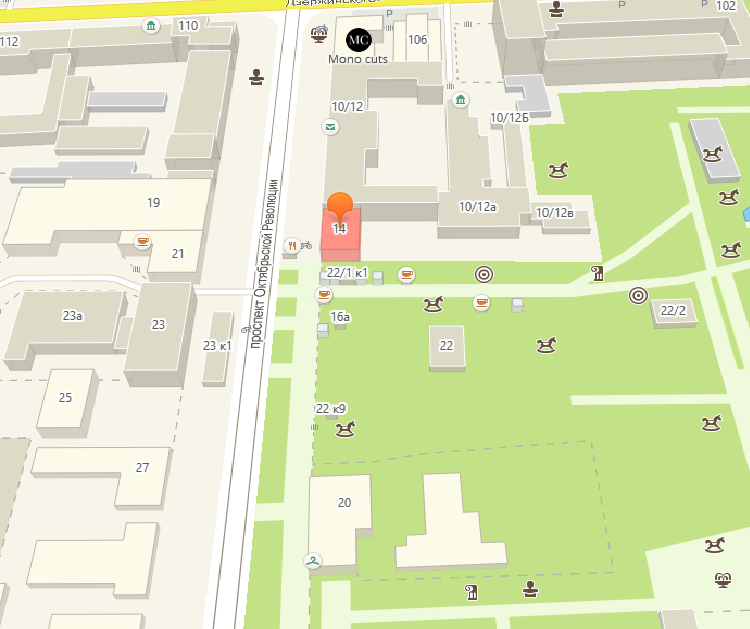 Дзержинского
P
P
P
102
110
112
МС
Mono cuts
106
10/12
10/12Б
19
10/12а
10/12в
14
21
проспект Октябрьской Революции
22/1 к1
16а
22/2
23а
23
23 к1
22
25
22 к9
27
20